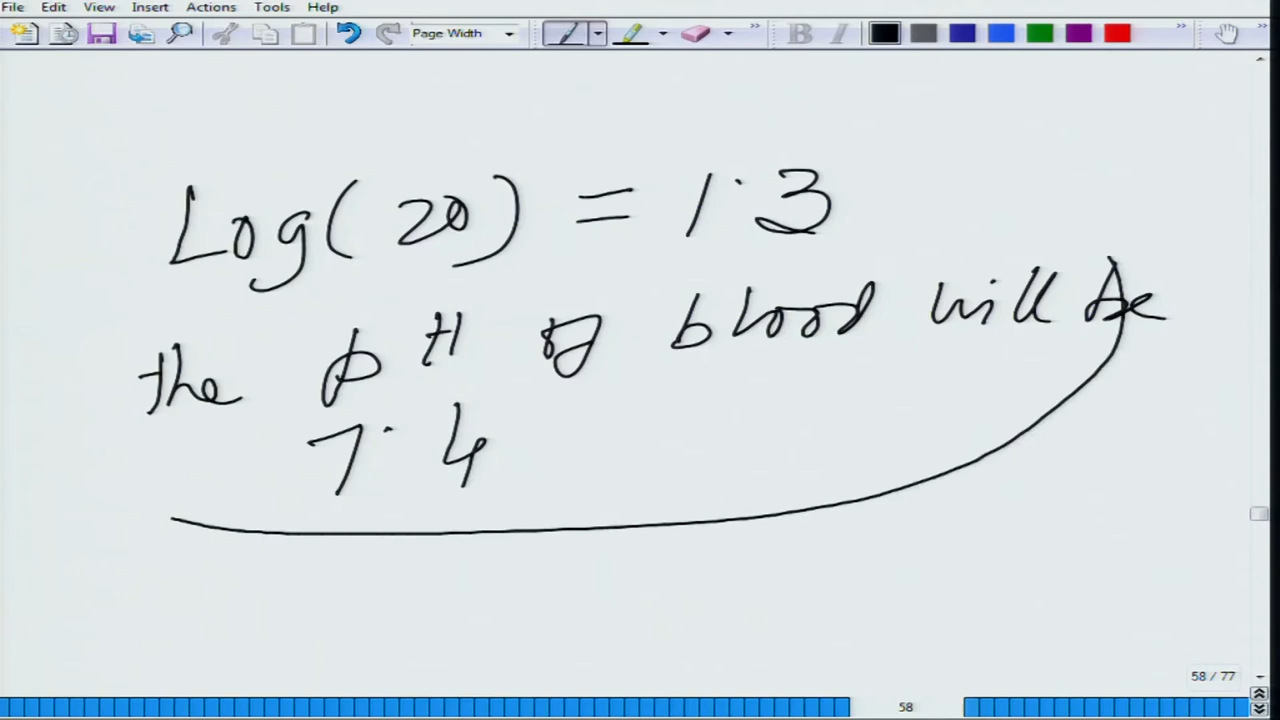 File Edit View Insert Actions Tools Help
Page Width B I
Log(20) = 1.3
the pH of blood will be
7.4
58 / 77
58